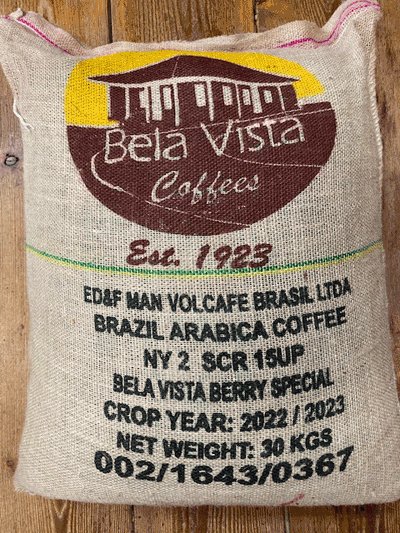 Bela Vista
Coffees
Est. 1923
ED&F MAN VOLCAFE BRASIL LTDA
BRAZIL ARABICA COFFEE
NY 2 SCR 15UP
BELA VISTA BERRY SPECIAL
CROP YEAR: 2022 / 2023
NET WEIGHT: 30 KGS
002/1643/0367